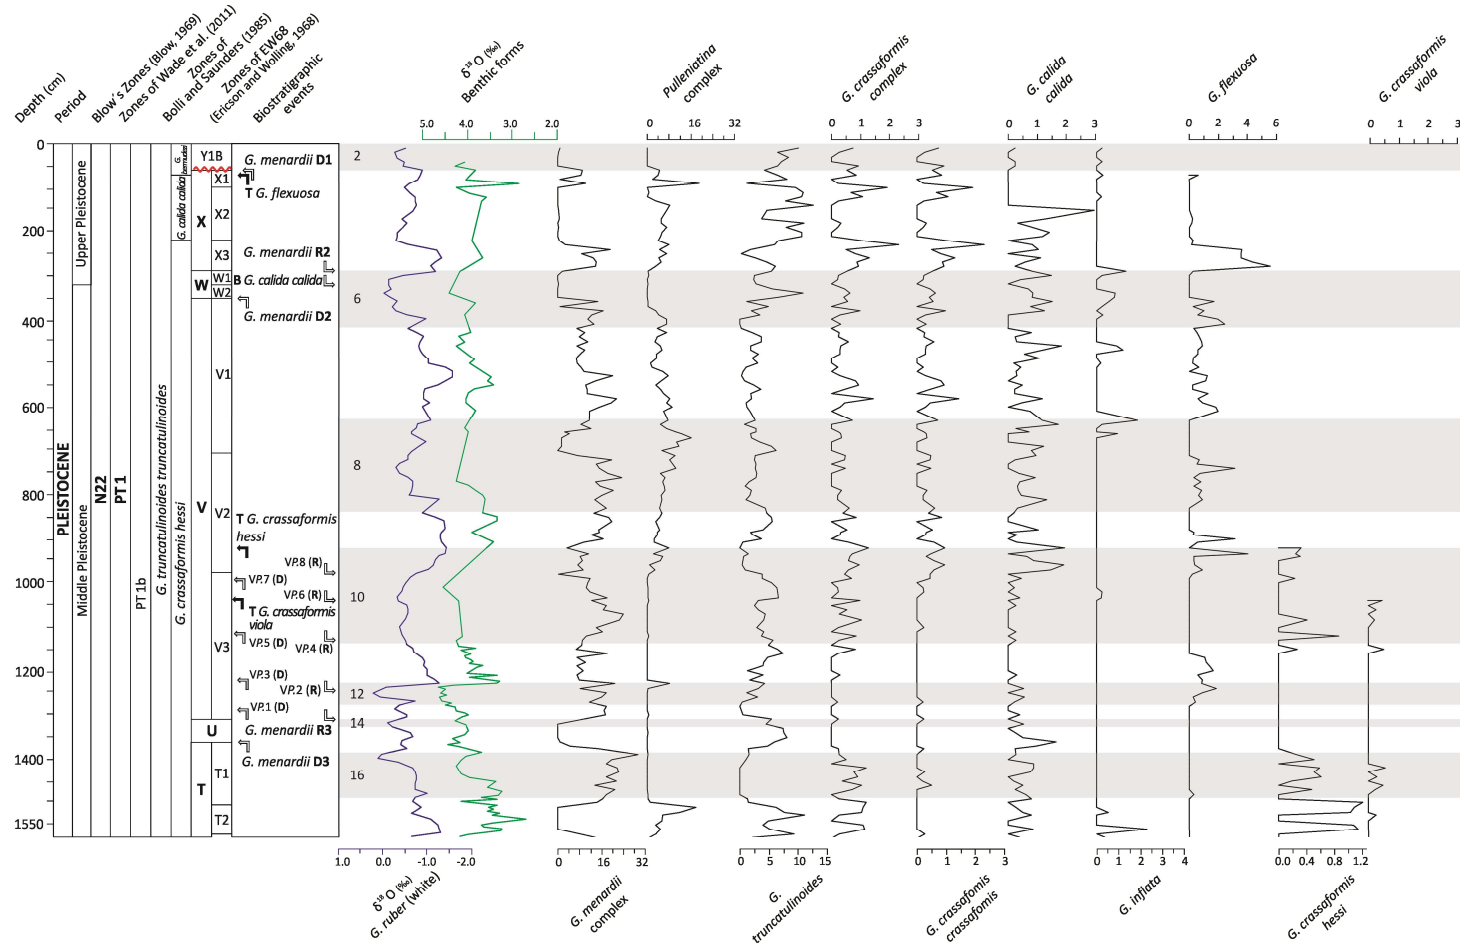 Depth (cm)
Period
Blow's Zones (Blow, 1969)
Zones of Wade et al. (2011)
Zones of
Bolli and Saunders (1985)
Zones of EW68
(Ericson and Wolling, 1968)
Biostratigraphic
events
δ¹⁸ O (‰)
Benthic forms
Pulleniatina
complex
G. crassaformis
complex
G. calida
calida
G. flexuosa
G. crassaformis
viola
5.0 4.0 3.0 2.0
0 16 32
0 1 2 3
0 1 2 3
0 2 4 6
0 1 2 3
0
200
400
600
800
1000
1200
1400
1550
PLEISTOCENE
Upper Pleistocene
Middle Pleistocene
N22
PT 1
PT 1b
G. truncatulinoides truncatulinoides
G. bermudezi
G. calida calida
G. crassaformis hessi
Y1B
X
X1
X2
X3
W
W1
W2
V
V1
V2
V3
U
T
T1
T2
G. menardii D1
T G. flexuosa
G. menardii R2
B G. calida calida
G. menardii D2
T G. crassaformis
hessi
VP.8 (R)
VP.7 (D)
VP.6 (R)
T G. crassaformis
viola
VP.5 (D)
VP.4 (R)
VP.3 (D)
VP.2 (R)
VP.1 (D)
G. menardii R3
G. menardii D3
2
6
8
10
12
14
16
1.0 0.0 -1.0 -2.0
0 16 32
0 5 10 15
0 1 2 3
0 1 2 3 4
0.0 0.4 0.8 1.2
δ¹⁸ O (‰)
G. ruber (white)
G. menardii
complex
G.
truncatulinoides
G. crassafomis
crassafomis
G. inflata
G. crassaformis
hessi